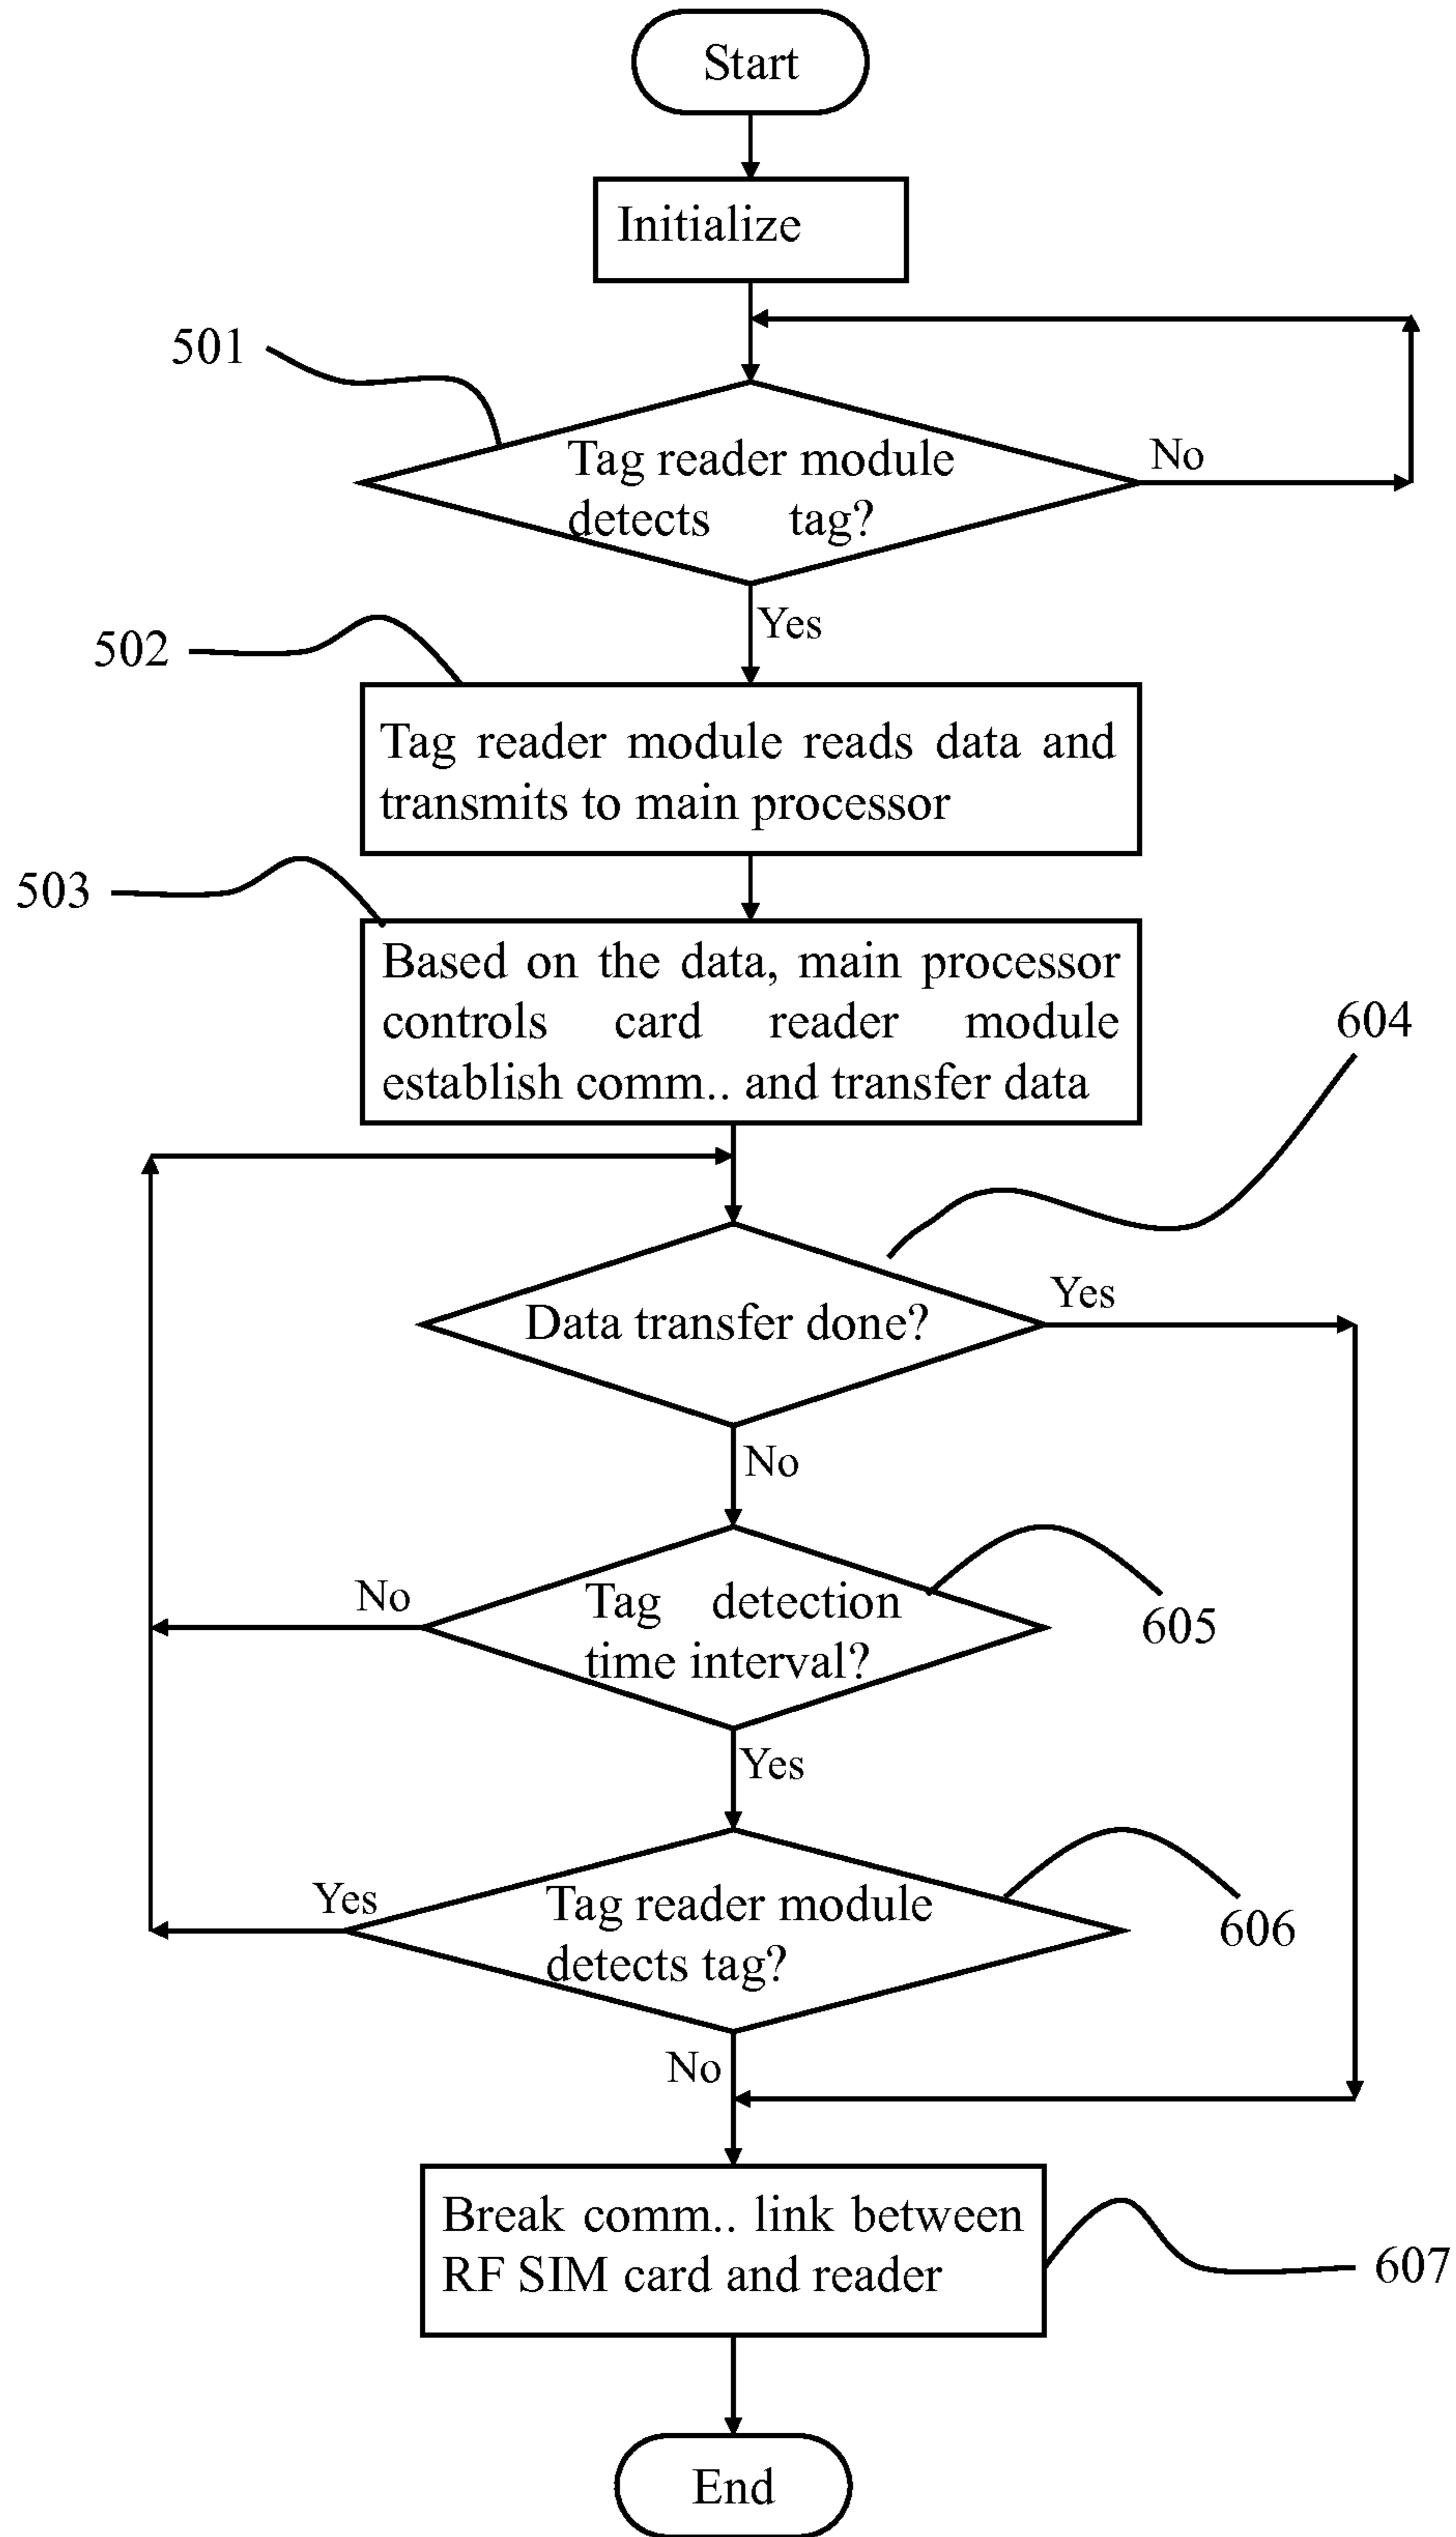 Start
Initialize
501
Tag reader module
detects tag?
No
Yes
502
Tag reader module reads data and
transmits to main processor
503
Based on the data, main processor
controls card reader module
establish comm.. and transfer data
604
Data transfer done?
Yes
No
Tag detection
time interval?
No
605
Yes
Tag reader module
detects tag?
Yes
606
No
Break comm.. link between
RF SIM card and reader
607
End